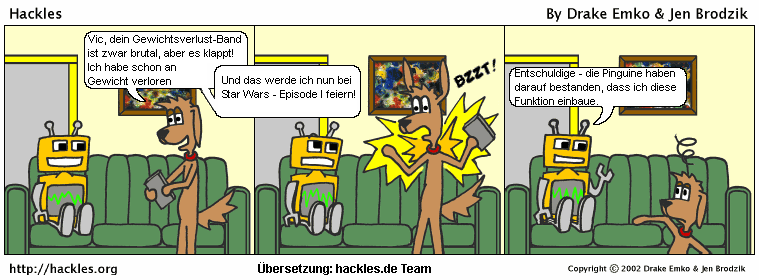 Hackles
By Drake Emko & Jen Brodzik
Vic, dein Gewichtsverlust-Band
ist zwar brutal, aber es klappt!
Ich habe schon an
Gewicht verloren
Und das werde ich nun bei
Star Wars - Episode I feiern!
BZZT!
Entschuldige - die Pinguine haben
darauf bestanden, dass ich diese
Funktion einbaue.
http://hackles.org
Übersetzung: hackles.de Team
Copyright © 2002 Drake Emko & Jen Brodzik